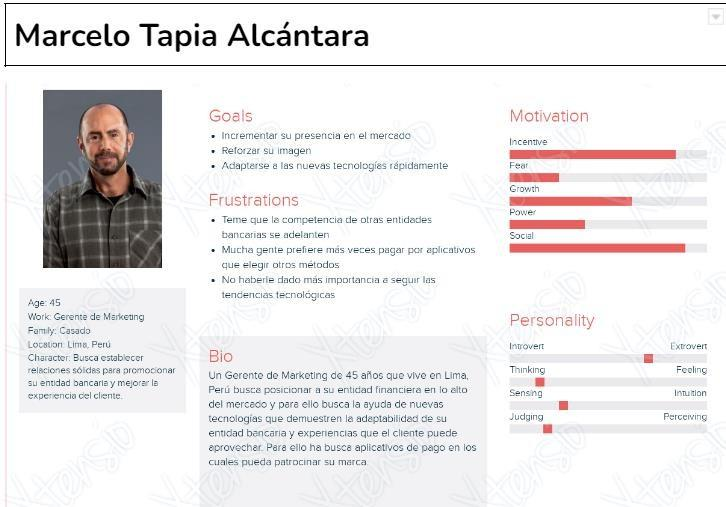 Marcelo Tapia Alcántara
Age: 45
Work: Gerente de Marketing
Family: Casado
Location: Lima, Perú
Character: Busca establecer
relaciones sólidas para promocionar
su entidad bancaria y mejorar la
experiencia del cliente.
Goals
• Incrementar su presencia en el mercado
• Reforzar su imagen
• Adaptarse a las nuevas tecnologías rápidamente
Frustrations
• Teme que la competencia de otras entidades
bancarias se adelanten
• Mucha gente prefiere más veces pagar por aplicativos
que elegir otros métodos
• No haberle dado más importancia a seguir las
tendencias tecnológicas
Bio
Un Gerente de Marketing de 45 años que vive en Lima,
Perú busca posicionar a su entidad financiera en lo alto
del mercado y para ello busca la ayuda de nuevas
tecnologías que demuestren la adaptabilidad de su
entidad bancaria y experiencias que el cliente puede
aprovechar. Para ello ha busca aplicativos de pago en los
cuales pueda patrocinar su marca.
Motivation
Incentive
Fear
Growth
Power
Social
Personality
Introvert Extrovert
Thinking Feeling
Sensing Intuition
Judging Perceiving
xtensio